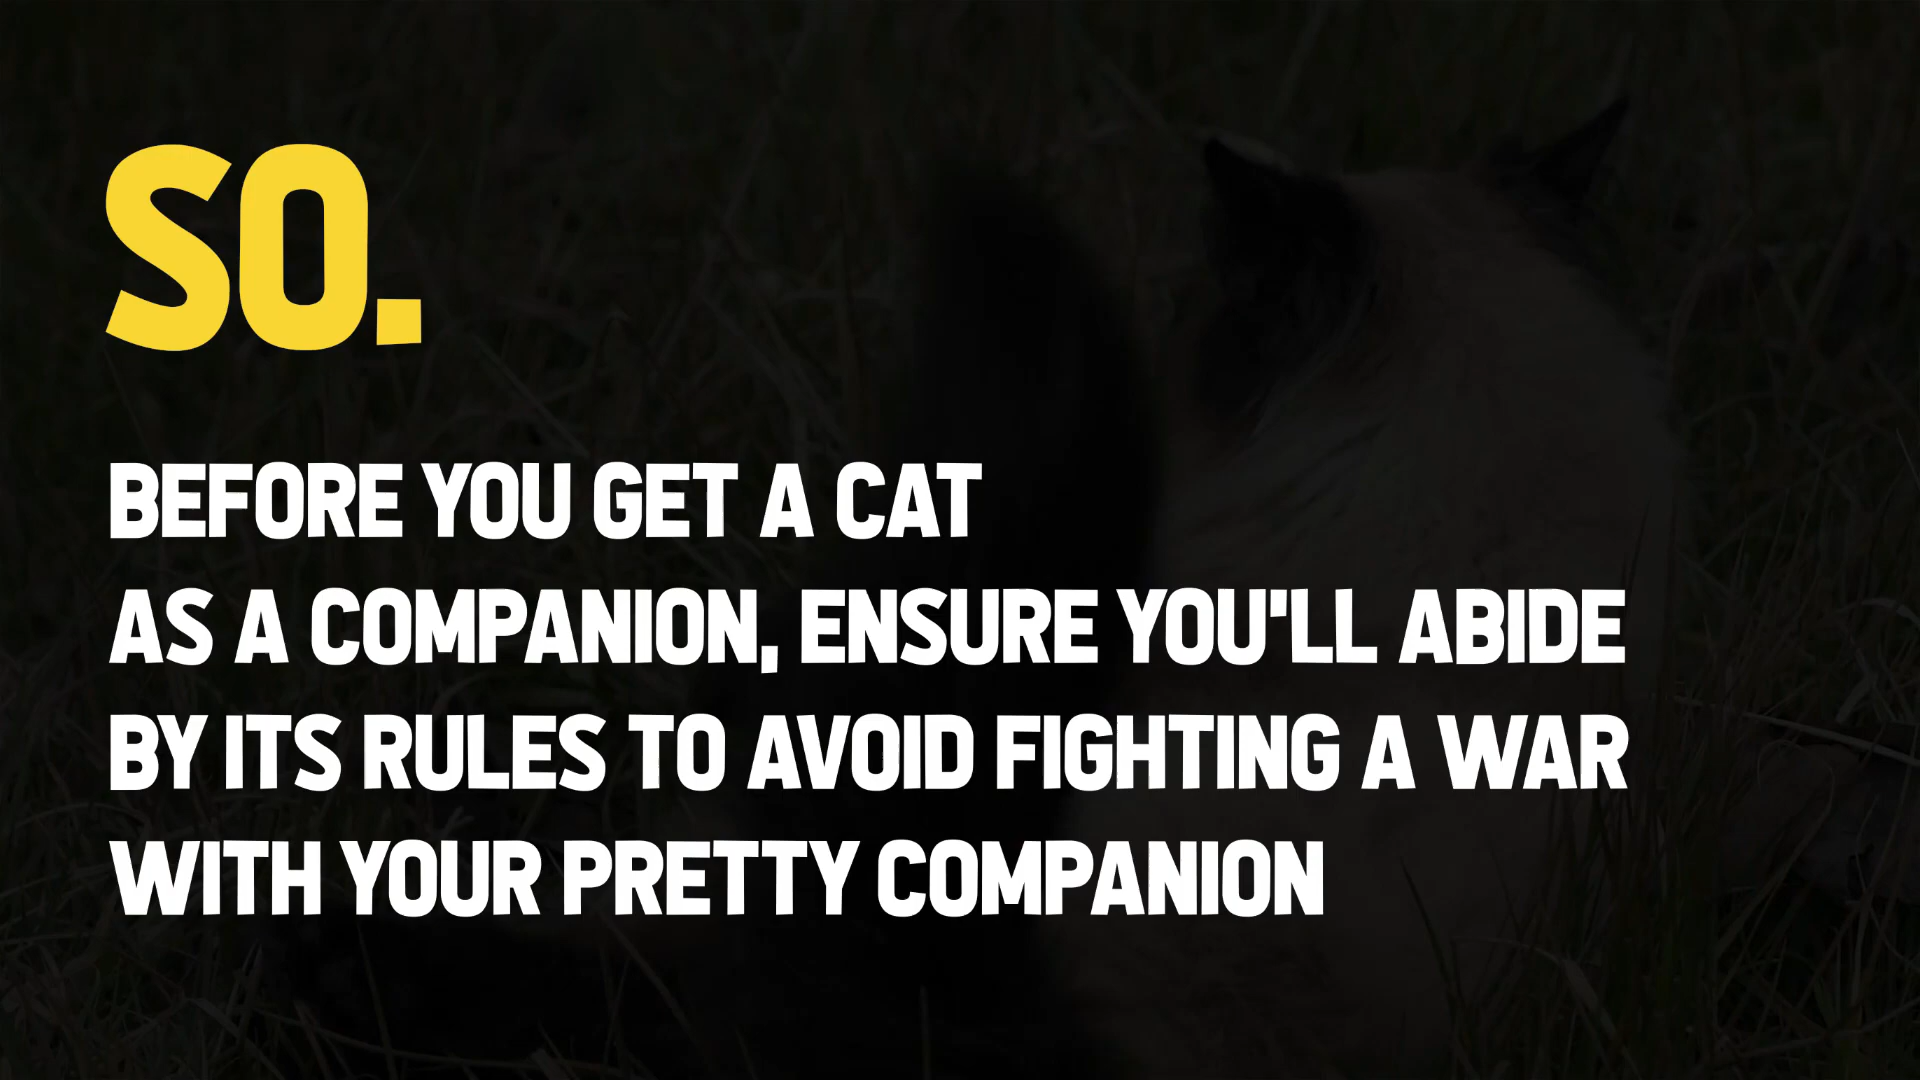 SO.
BEFORE YOU GET A CAT
AS A COMPANION, ENSURE YOU'LL ABIDE
BY ITS RULES TO AVOID FIGHTING A WAR
WITH YOUR PRETTY COMPANION